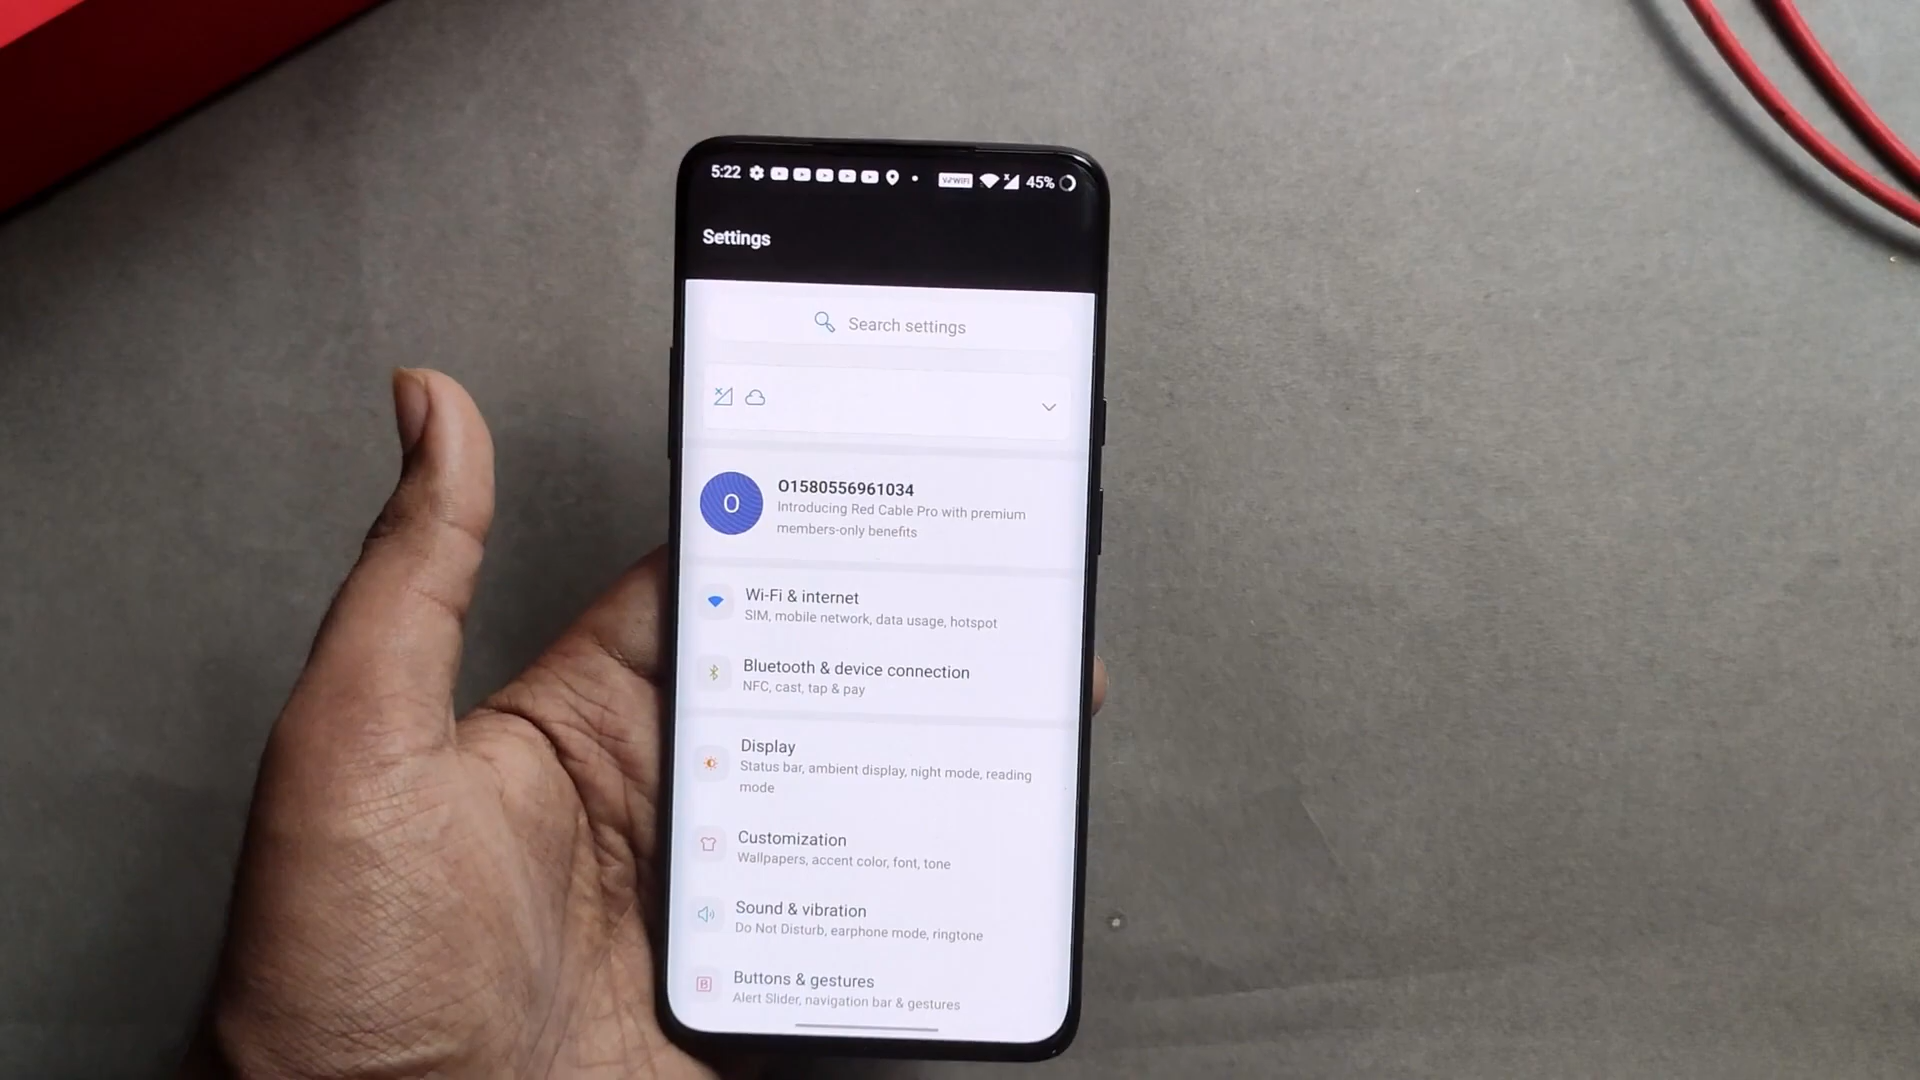 5:22 45%
Settings
Search settings
O
O1580556961034
Introducing Red Cable Pro with premium
members-only benefits
Wi-Fi & internet
SIM, mobile network, data usage, hotspot
Bluetooth & device connection
NFC, cast, tap & pay
Display
Status bar, ambient display, night mode, reading
mode
Customization
Wallpapers, accent color, font, tone
Sound & vibration
Do Not Disturb, earphone mode, ringtone
B
Buttons & gestures
Alert Slider, navigation bar & gestures